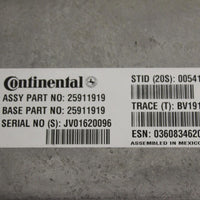 Continental
ASSY PART NO: 25911919
BASE PART NO: 25911919
SERIAL NO (S): JV01620096
STID (20S): 00541
TRACE (T): BV191
ESN: 0360834620
ASSEMBLED IN MEXICO